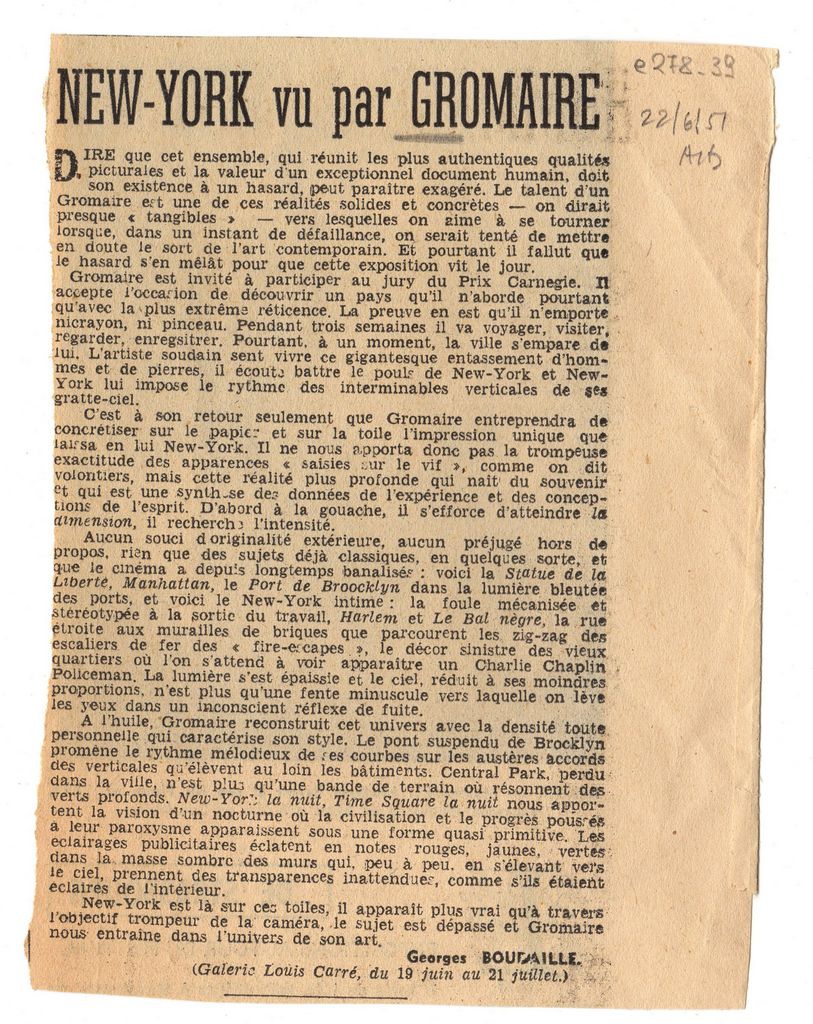 NEW-YORK vu par GROMAIRE
e278-39
22/6/51
Arts
DIRE que cet ensemble, qui réunit les plus authentiques qualités
picturales et la valeur d'un exceptionnel document humain, doit
son existence à un hasard, peut paraître exagéré. Le talent d'un
Gromaire est une de ces réalités solides et concrètes — on dirait
presque « tangibles » — vers lesquelles on aime à se tourner
lorsque, dans un instant de défaillance, on serait tenté de mettre
en doute le sort de l'art contemporain. Et pourtant il fallut que
le hasard s'en mêlât pour que cette exposition vit le jour.
Gromaire est invité à participer au jury du Prix Carnegie. Il
accepte l'occasion de découvrir un pays qu'il n'aborde pourtant
qu'avec la plus extrême réticence. La preuve en est qu'il n'emporte
nicrayon, ni pinceau. Pendant trois semaines il va voyager, visiter,
regarder, enregsitrer. Pourtant, à un moment, la ville s'empare de
lui. L'artiste soudain sent vivre ce gigantesque entassement d'hom-
mes et de pierres, il écoute battre le pouls de New-York et New-
York lui impose le rythme des interminables verticales de ses
gratte-ciel.
C'est à son retour seulement que Gromaire entreprendra de
concrétiser sur le papier et sur la toile l'impression unique que
laissa en lui New-York. Il ne nous apporta donc pas la trompeuse
exactitude des apparences « saisies sur le vif », comme on dit
volontiers, mais cette réalité plus profonde qui naît du souvenir
et qui est une synthèse des données de l'expérience et des concep-
tions de l'esprit. D'abord à la gouache, il s'efforce d'atteindre la
dimension, il recherche l'intensité.
Aucun souci d'originalité extérieure, aucun préjugé hors de
propos, rien que des sujets déjà classiques, en quelques sorte, et
que le cinéma a depuis longtemps banalisés : voici la Statue de la
Liberté, Manhattan, le Port de Broocklyn dans la lumière bleutée
des ports, et voici le New-York intime : la foule mécanisée et
stéréotypée à la sortie du travail, Harlem et Le Bal nègre, la rue
étroite aux murailles de briques que parcourent les zig-zag des
escaliers de fer des « fire-escapes », le décor sinistre des vieux
quartiers où l'on s'attend à voir apparaître un Charlie Chaplin
Policeman. La lumière s'est épaissie et le ciel, réduit à ses moindres
proportions, n'est plus qu'une fente minuscule vers laquelle on lève
les yeux dans un inconscient réflexe de fuite.
A l'huile, Gromaire reconstruit cet univers avec la densité toute
personnelle qui caractérise son style. Le pont suspendu de Brocklyn
promène le rythme mélodieux de ses courbes sur les austères accords
des verticales qu'élèvent au loin les bâtiments. Central Park, perdu
dans la ville, n'est plus qu'une bande de terrain où résonnent des
verts profonds. New-York la nuit, Time Square la nuit nous appor-
tent la vision d'un nocturne où la civilisation et le progrès poussés
à leur paroxysme apparaissent sous une forme quasi primitive. Les
eclairages publicitaires éclatent en notes rouges, jaunes, vertes
dans la masse sombre des murs qui, peu à peu, en s'élevant vers
le ciel, prennent des transparences inattendues, comme s'ils étaient
eclairés de l'intérieur.
New-York est là sur ces toiles, il apparaît plus vrai qu'à travers
l'objectif trompeur de la caméra, le sujet est dépassé et Gromaire
nous entraine dans l'univers de son art.
Georges BOUDAILLE.
(Galerie Louis Carré, du 19 juin au 21 juillet.)